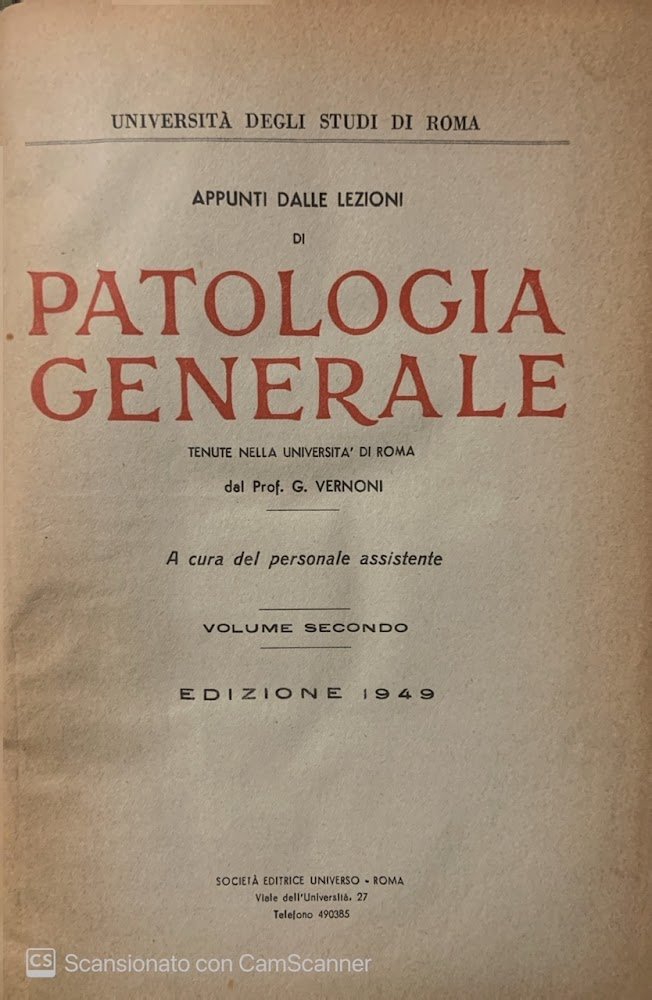 UNIVERSITÀ DEGLI STUDI DI ROMA
APPUNTI DALLE LEZIONI
DI
PATOLOGIA
GENERALE
TENUTE NELLA UNIVERSITA' DI ROMA
dal Prof. G. VERNONI
A cura del personale assistente
VOLUME SECONDO
EDIZIONE 1949
SOCIETÀ EDITRICE UNIVERSO - ROMA
Viale dell'Università, 27
Telefono 490385
CS Scansionato con CamScanner